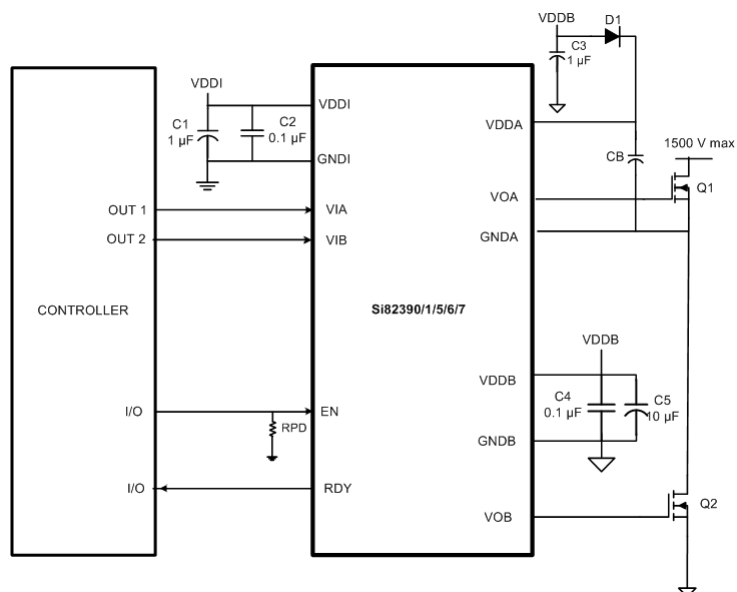 VDDB
D1
C3
1 µF
VDDI
VDDI
C1
1 µF
C2
0.1 µF
GNDI
VDDA
CB
1500 V max
VOA
Q1
OUT 1
VIA
OUT 2
VIB
GNDA
CONTROLLER
Si82390/1/5/6/7
VDDB
VDDB
C4
0.1 µF
C5
10 µF
I/O
EN
RPD
GNDB
I/O
RDY
VOB
Q2